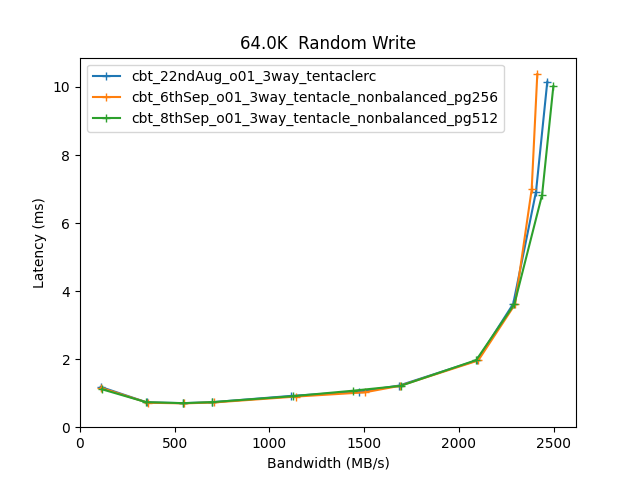 64.0K  Random Write
cbt_22ndAug_o01_3way_tentaclerc
cbt_6thSep_o01_3way_tentacle_nonbalanced_pg256
cbt_8thSep_o01_3way_tentacle_nonbalanced_pg512
Latency (ms)
10
8
6
4
2
0
0 500 1000 1500 2000 2500
Bandwidth (MB/s)